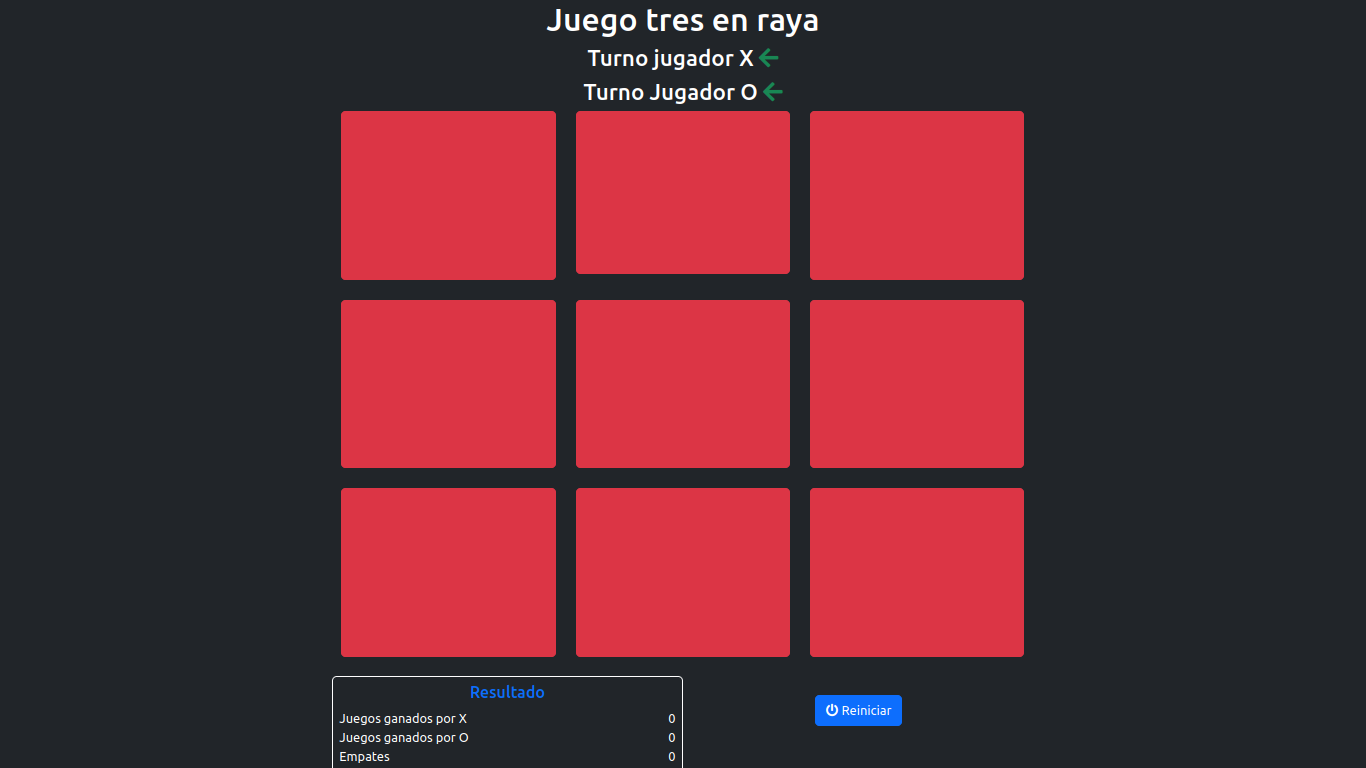 Juego tres en raya
Turno jugador X
Turno Jugador O
Resultado
Juegos ganados por X 0
Juegos ganados por O 0
Empates 0
Reiniciar